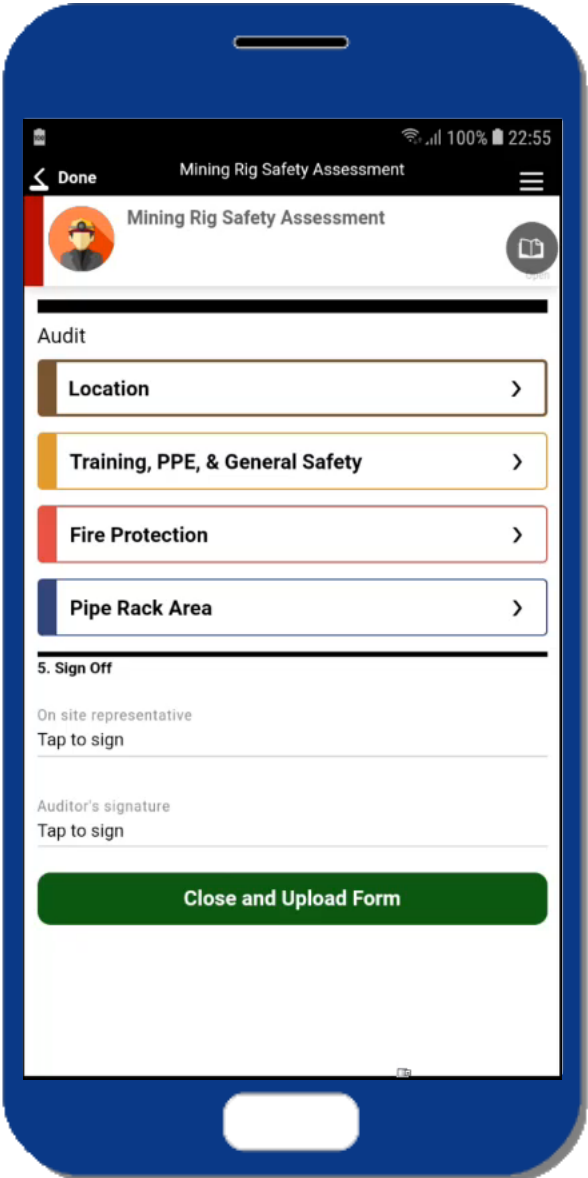 100% 22:55
Done
Mining Rig Safety Assessment
Mining Rig Safety Assessment
Open
Audit
Location
Training, PPE, & General Safety
Fire Protection
Pipe Rack Area
5. Sign Off
On site representative
Tap to sign
Auditor's signature
Tap to sign
Close and Upload Form